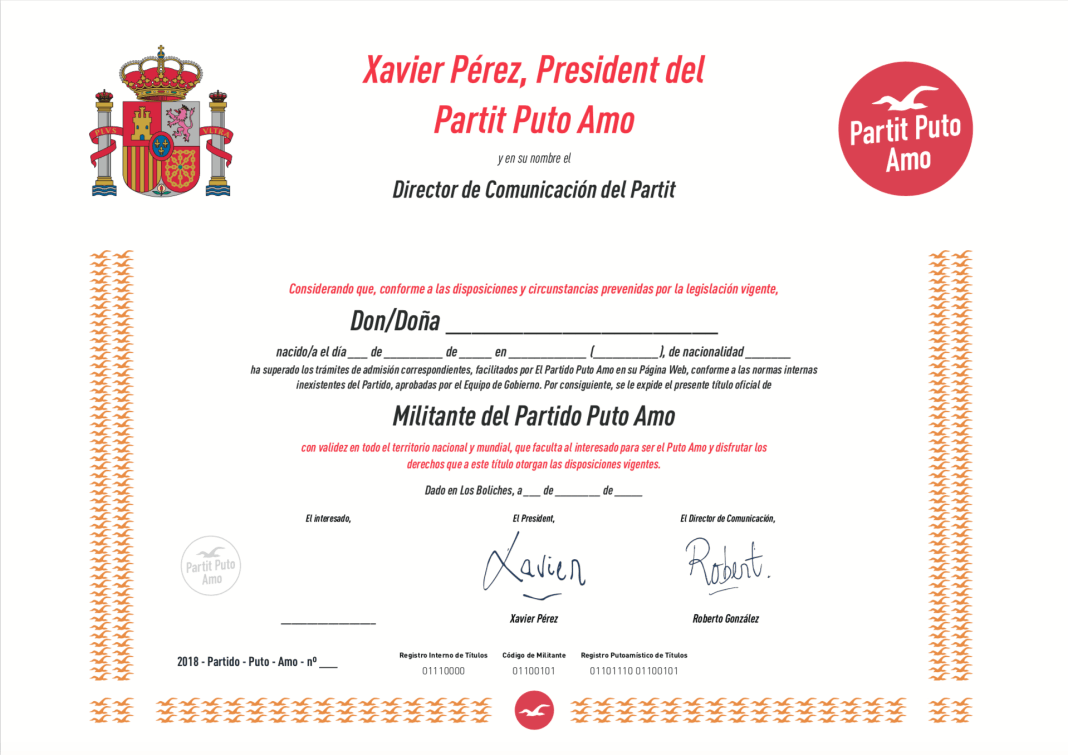 Xavier Pérez, President del
Partit Puto Amo
y en su nombre el
Director de Comunicación del Partit
PLVS VLTRA
Partit Puto
Amo
Considerando que, conforme a las disposiciones y circunstancias prevenidas por la legislación vigente,
Don/Doña ____________________
nacido/a el día ___ de _________ de _____ en ____________ (__________), de nacionalidad _______
ha superado los trámites de admisión correspondientes, facilitados por El Partido Puto Amo en su Página Web, conforme a las normas internas
inexistentes del Partido, aprobadas por el Equipo de Gobierno. Por consiguiente, se le expide el presente título oficial de
Militante del Partido Puto Amo
con validez en todo el territorio nacional y mundial, que faculta al interesado para ser el Puto Amo y disfrutar los
derechos que a este título otorgan las disposiciones vigentes.
Dado en Los Boliches, a ___ de ________ de _____
El interesado, El President, El Director de Comunicación,
Partit Puto
Amo
Xavier Robert.
_________________ Xavier Pérez Roberto González
2018 - Partido - Puto - Amo - nº ___
Registro Interno de Títulos Código de Militante Registro Putoamístico de Títulos
01110000 01100101 01101110 01100101